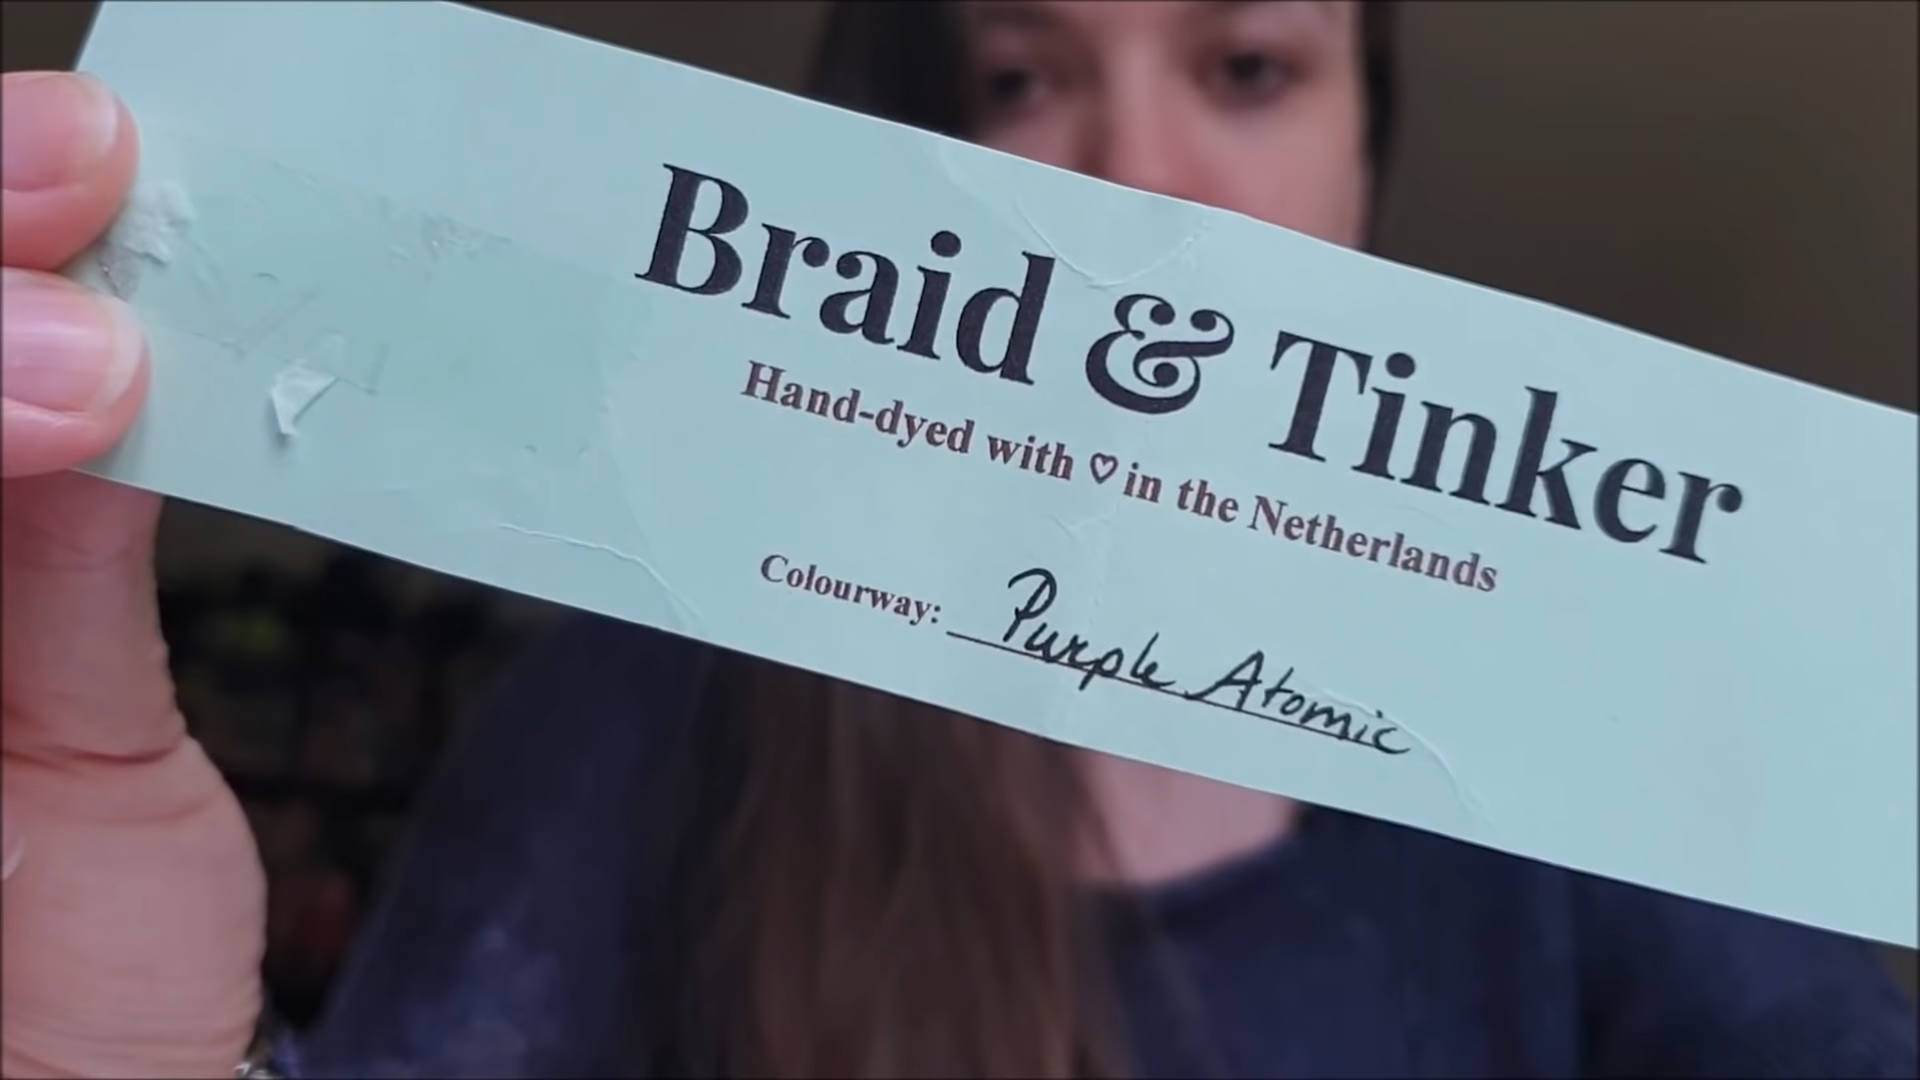 Braid & Tinker
Hand-dyed with ♡ in the Netherlands
Colourway: Purple Atomic